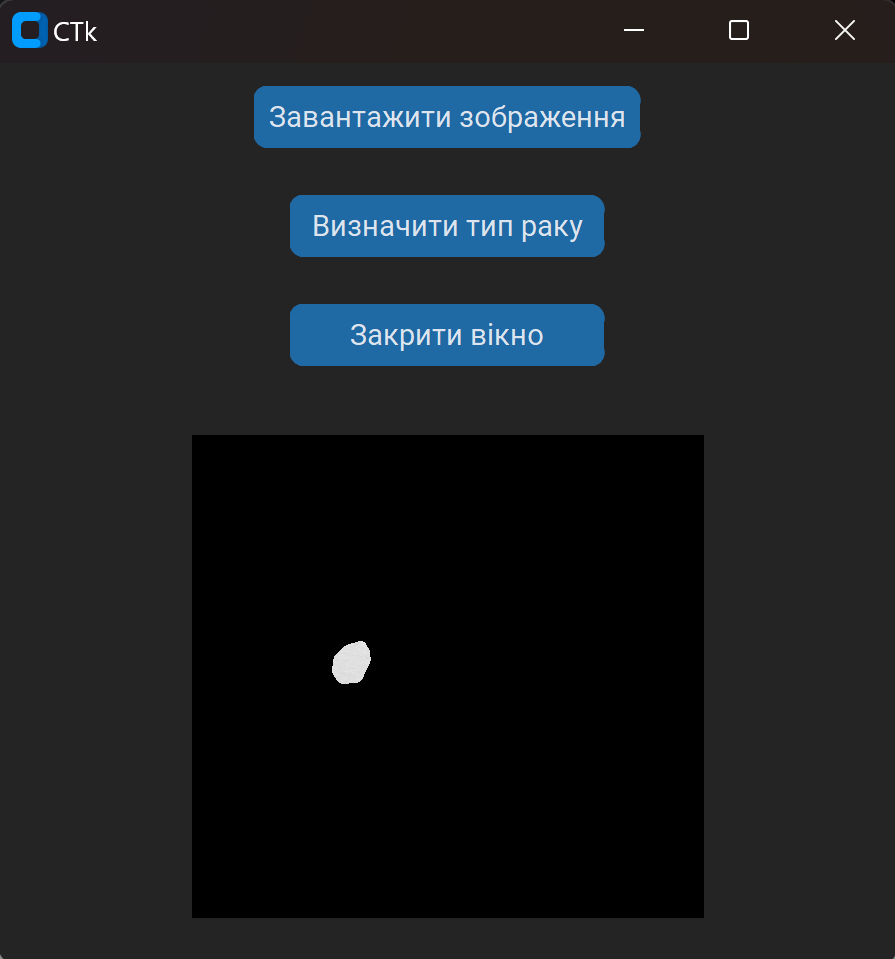 CTk
Завантажити зображення
Визначити тип раку
Закрити вікно